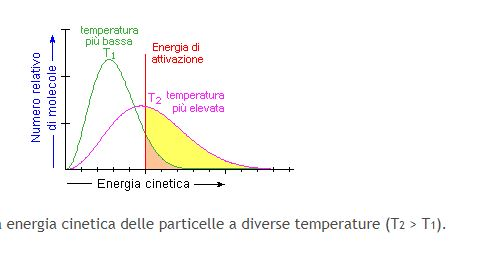 temperatura
più bassa
T1
Energia di
attivazione
T2 temperatura
più elevata
Numero relativo
di molecole
Energia cinetica
a energia cinetica delle particelle a diverse temperature (T2 > T1).